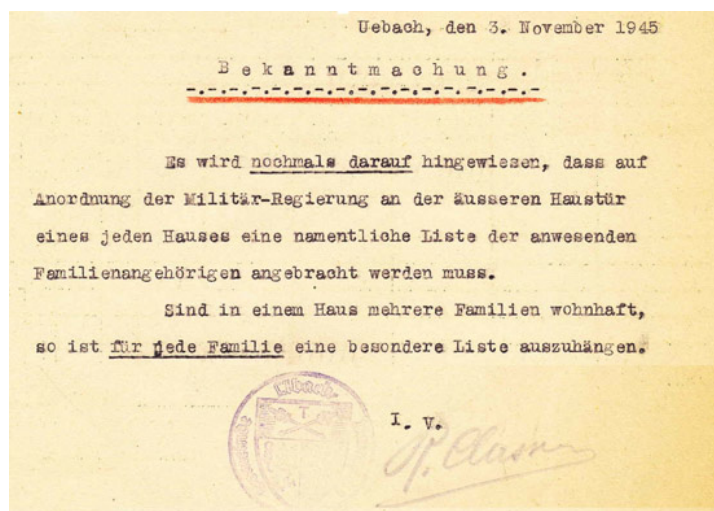 Uebach, den 3. November 1945
Bekanntmachung.
Es wird nochmals darauf hingewiesen, dass auf
Anordnung der Militär-Regierung an der äusseren Haustür
eines jeden Hauses eine namentliche Liste der anwesenden
Familienangehörigen angebracht werden muss.
Sind in einem Haus mehrere Familien wohnhaft,
so ist für jede Familie eine besondere Liste auszuhängen.
Übach.
T
I. V.